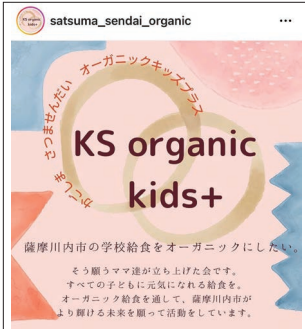 satsuma_sendai_organic
かごしま さつませんだい オーガニックキッズプラス
KS organic
kids+
薩摩川内市の学校給食をオーガニックにしたい。
そう願うママ達が立ち上げた会です。
すべての子どもに元気になれる給食を。
オーガニック給食を通して、薩摩川内市が
より輝ける未来を願って活動をしています。